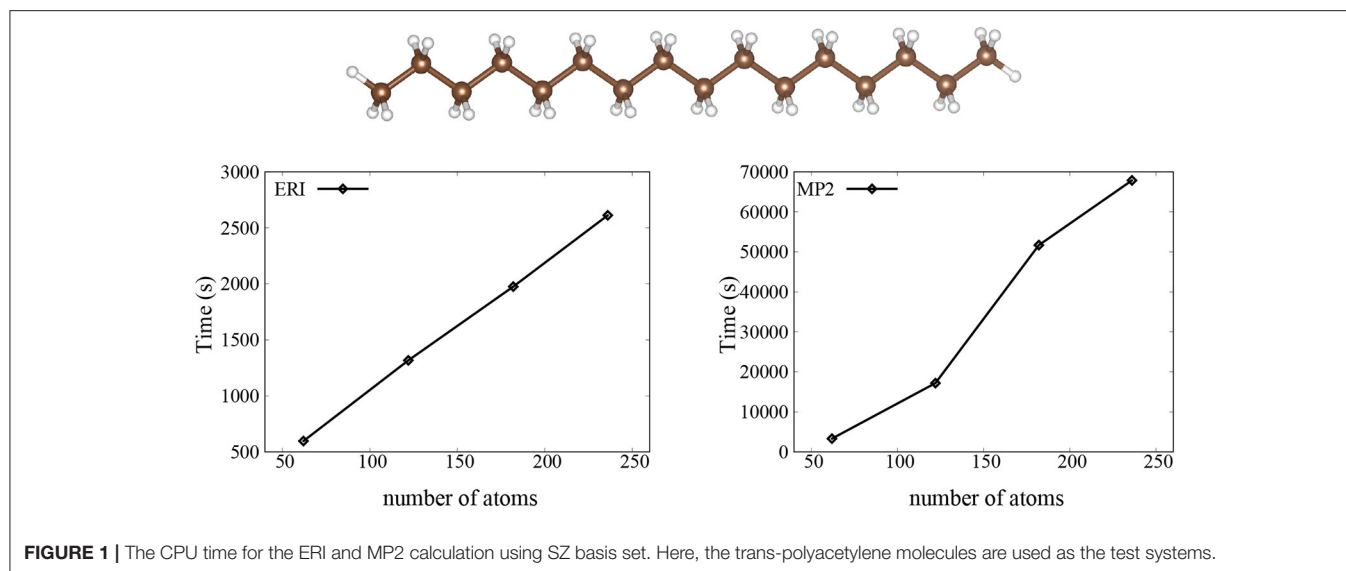 3000
2500
2000
1500
1000
500
Time (s)
ERI
50 100 150 200 250
number of atoms
70000
60000
50000
40000
30000
20000
10000
0
Time (s)
MP2
50 100 150 200 250
number of atoms
FIGURE 1 | The CPU time for the ERI and MP2 calculation using SZ basis set. Here, the trans-polyacetylene molecules are used as the test systems.